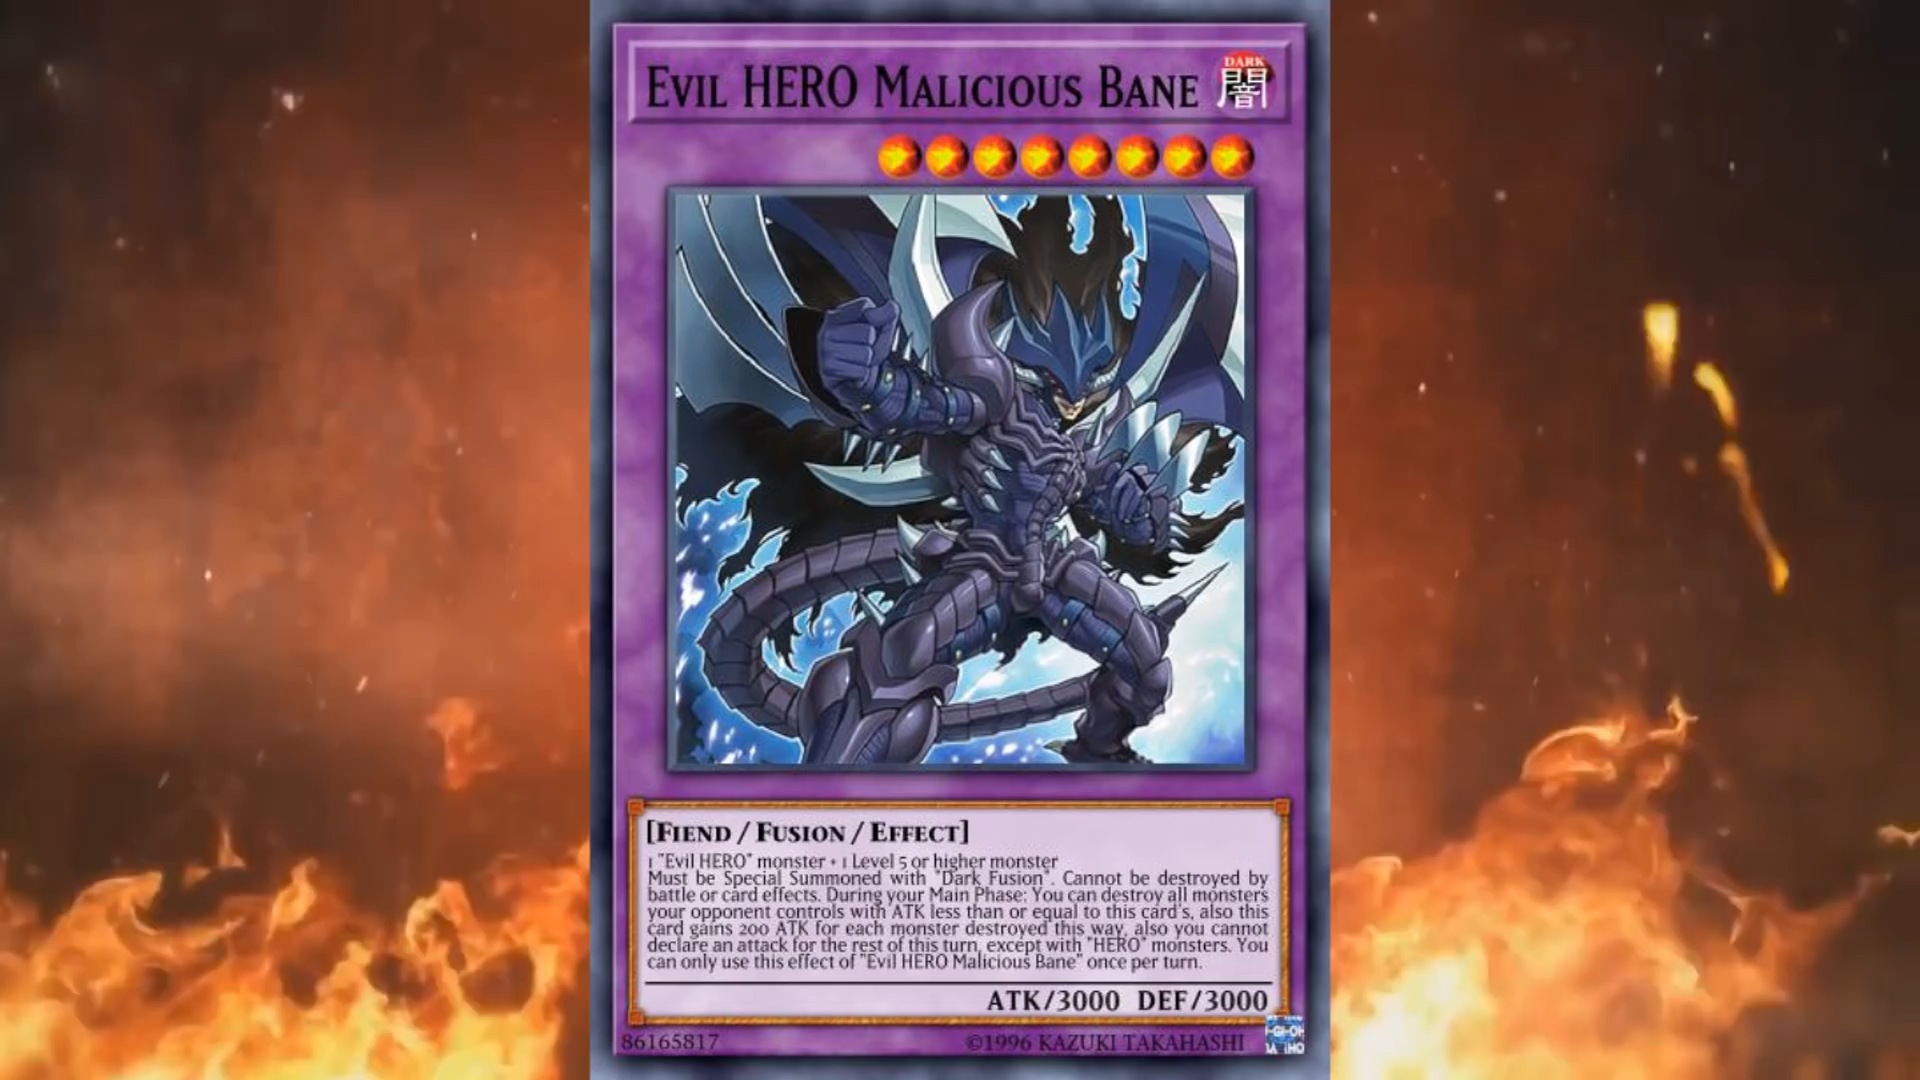 Evil HERO Malicious Bane
DARK
闇
[Fiend / Fusion / Effect]
1 "Evil HERO" monster + 1 Level 5 or higher monster
Must be Special Summoned with "Dark Fusion". Cannot be destroyed by
battle or card effects. During your Main Phase: You can destroy all monsters
your opponent controls with ATK less than or equal to this card's, also this
card gains 200 ATK for each monster destroyed this way, also you cannot
declare an attack for the rest of this turn, except with "HERO" monsters. You
can only use this effect of "Evil HERO Malicious Bane" once per turn.
ATK/3000 DEF/3000
86165817
©1996 KAZUKI TAKAHASHI